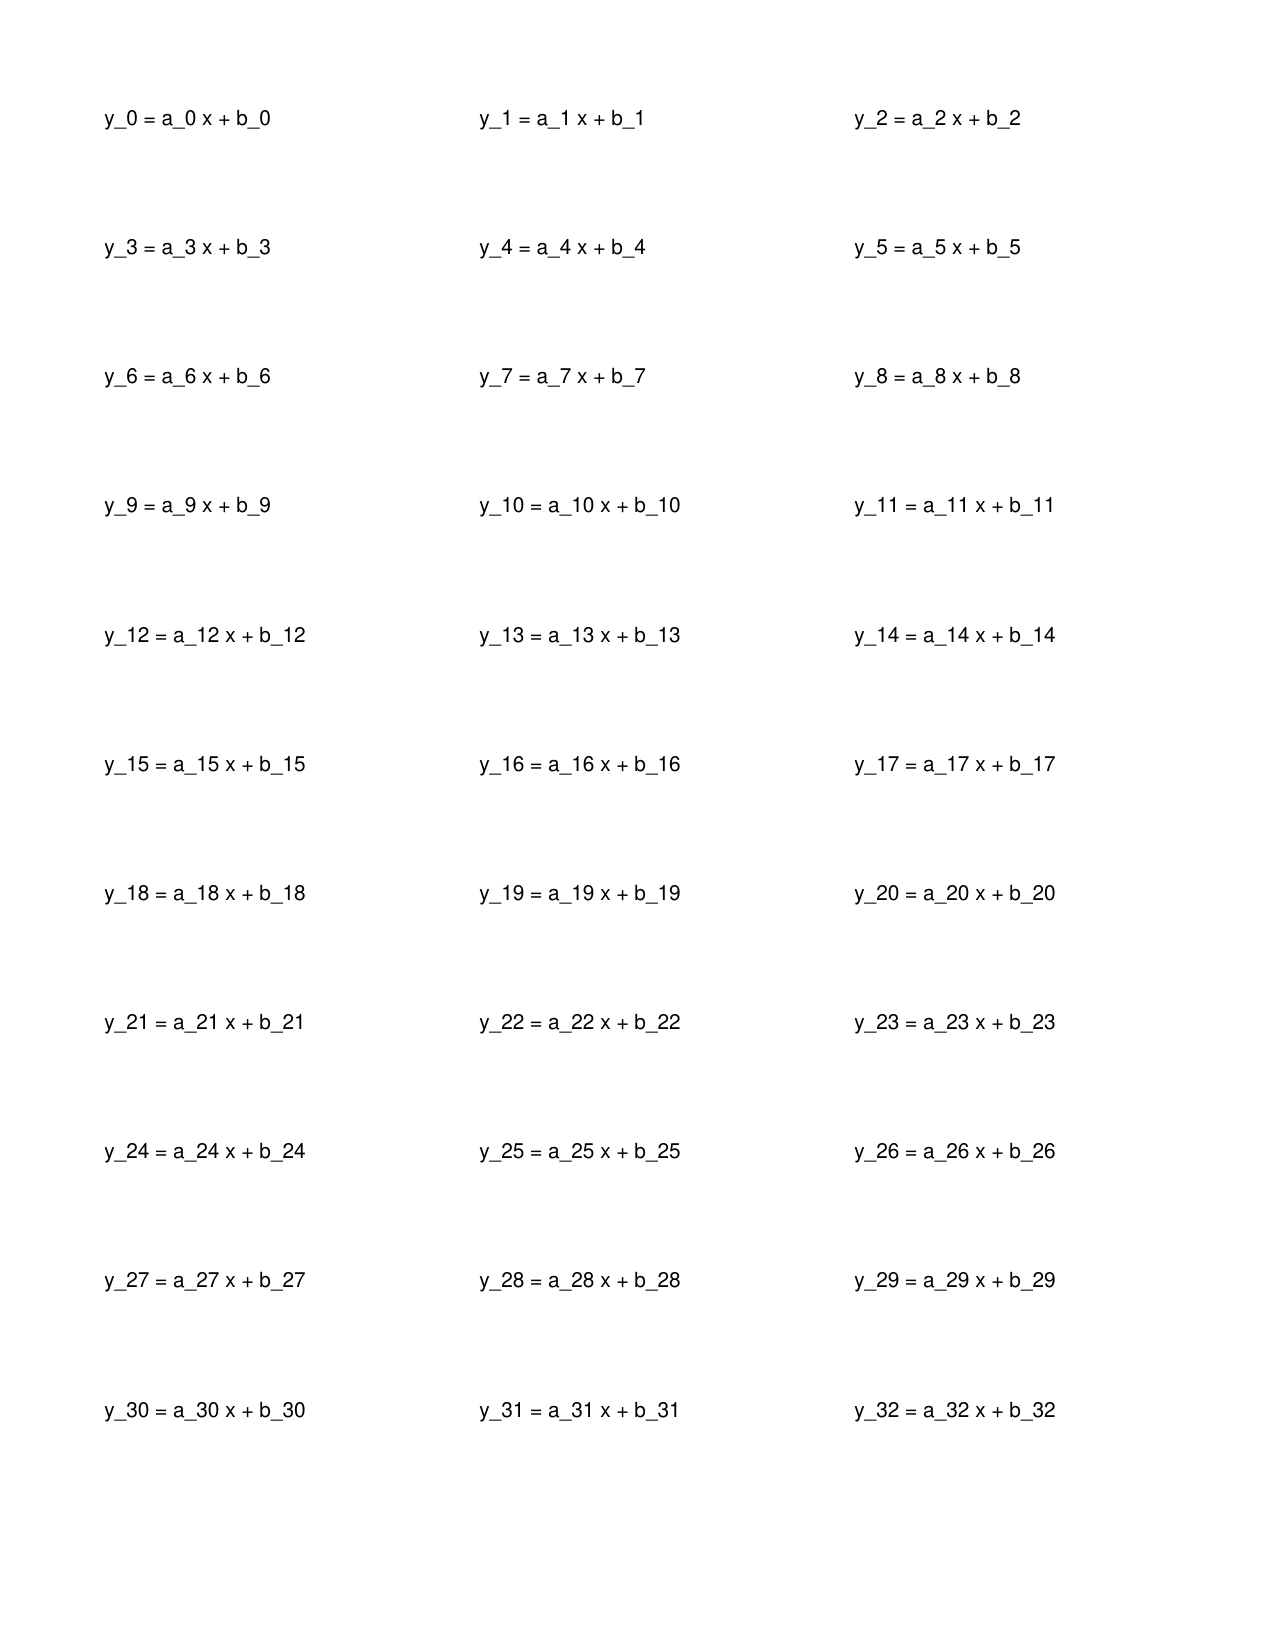 y_0 = a_0 x + b_0
y_1 = a_1 x + b_1
y_2 = a_2 x + b_2
y_3 = a_3 x + b_3
y_4 = a_4 x + b_4
y_5 = a_5 x + b_5
y_6 = a_6 x + b_6
y_7 = a_7 x + b_7
y_8 = a_8 x + b_8
y_9 = a_9 x + b_9
y_10 = a_10 x + b_10
y_11 = a_11 x + b_11
y_12 = a_12 x + b_12
y_13 = a_13 x + b_13
y_14 = a_14 x + b_14
y_15 = a_15 x + b_15
y_16 = a_16 x + b_16
y_17 = a_17 x + b_17
y_18 = a_18 x + b_18
y_19 = a_19 x + b_19
y_20 = a_20 x + b_20
y_21 = a_21 x + b_21
y_22 = a_22 x + b_22
y_23 = a_23 x + b_23
y_24 = a_24 x + b_24
y_25 = a_25 x + b_25
y_26 = a_26 x + b_26
y_27 = a_27 x + b_27
y_28 = a_28 x + b_28
y_29 = a_29 x + b_29
y_30 = a_30 x + b_30
y_31 = a_31 x + b_31
y_32 = a_32 x + b_32